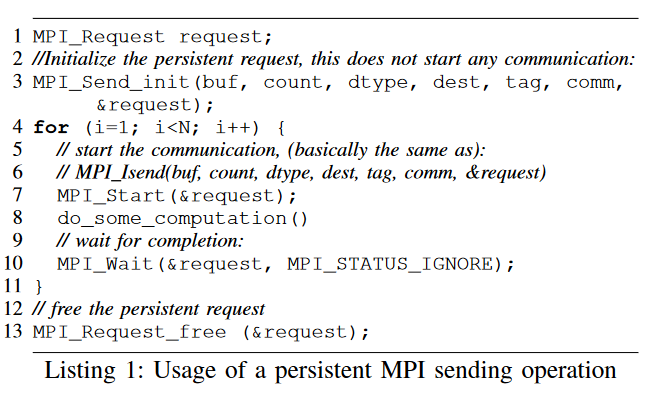 1 MPI_Request request;
2 //Initialize the persistent request, this does not start any communication:
3 MPI_Send_init(buf, count, dtype, dest, tag, comm,
&request);
4 for (i=1; i<N; i++) {
5 // start the communication, (basically the same as):
6 // MPI_Isend(buf, count, dtype, dest, tag, comm, &request)
7 MPI_Start(&request);
8 do_some_computation()
9 // wait for completion:
10 MPI_Wait(&request, MPI_STATUS_IGNORE);
11 }
12 // free the persistent request
13 MPI_Request_free (&request);
Listing 1: Usage of a persistent MPI sending operation